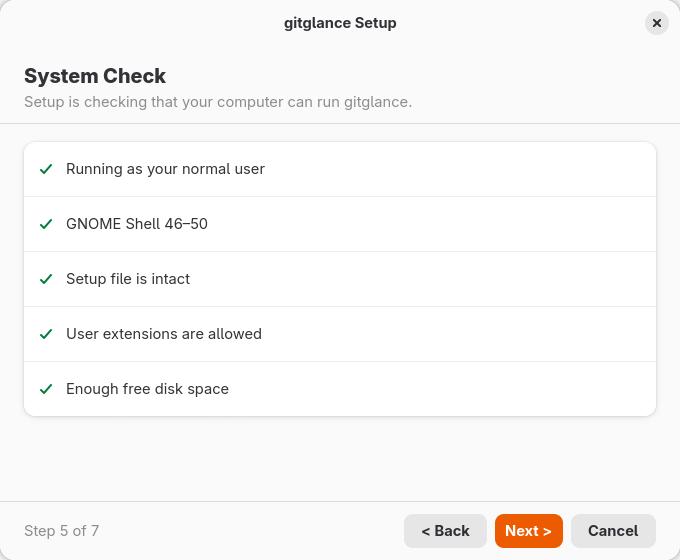 gitglance Setup
System Check
Setup is checking that your computer can run gitglance.
Running as your normal user
GNOME Shell 46–50
Setup file is intact
User extensions are allowed
Enough free disk space
Step 5 of 7
< Back
Next >
Cancel